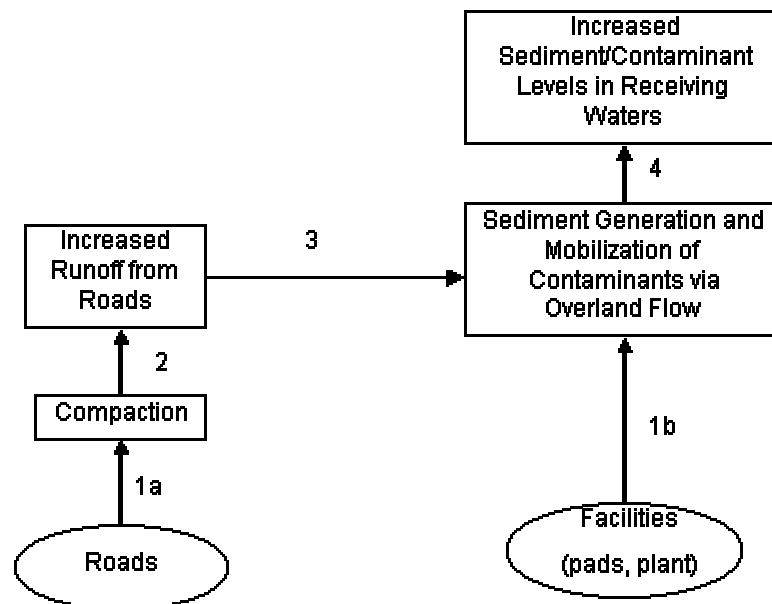 Increased
Sediment/Contaminant
Levels in Receiving
Waters
4
Increased
Runoff from
Roads
3
Sediment Generation and
Mobilization of
Contaminants via
Overland Flow
2
Compaction
1a
1b
Roads
Facilities
(pads, plant)